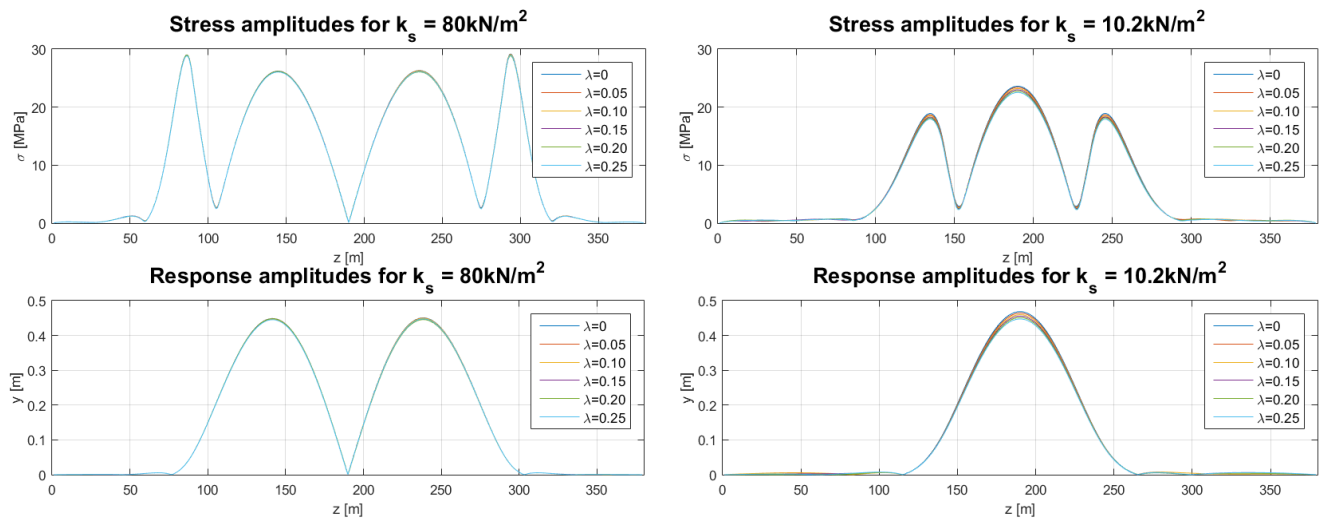 Stress amplitudes for k_s = 80kN/m^2
30
20
10
0
σ [MPa]
0 50 100 150 200 250 300 350
z [m]
λ=0
λ=0.05
λ=0.10
λ=0.15
λ=0.20
λ=0.25
Stress amplitudes for k_s = 10.2kN/m^2
30
20
10
0
σ [MPa]
0 50 100 150 200 250 300 350
z [m]
λ=0
λ=0.05
λ=0.10
λ=0.15
λ=0.20
λ=0.25
Response amplitudes for k_s = 80kN/m^2
0.5
0.4
0.3
0.2
0.1
0
y [m]
0 50 100 150 200 250 300 350
z [m]
λ=0
λ=0.05
λ=0.10
λ=0.15
λ=0.20
λ=0.25
Response amplitudes for k_s = 10.2kN/m^2
0.5
0.4
0.3
0.2
0.1
0
y [m]
0 50 100 150 200 250 300 350
z [m]
λ=0
λ=0.05
λ=0.10
λ=0.15
λ=0.20
λ=0.25